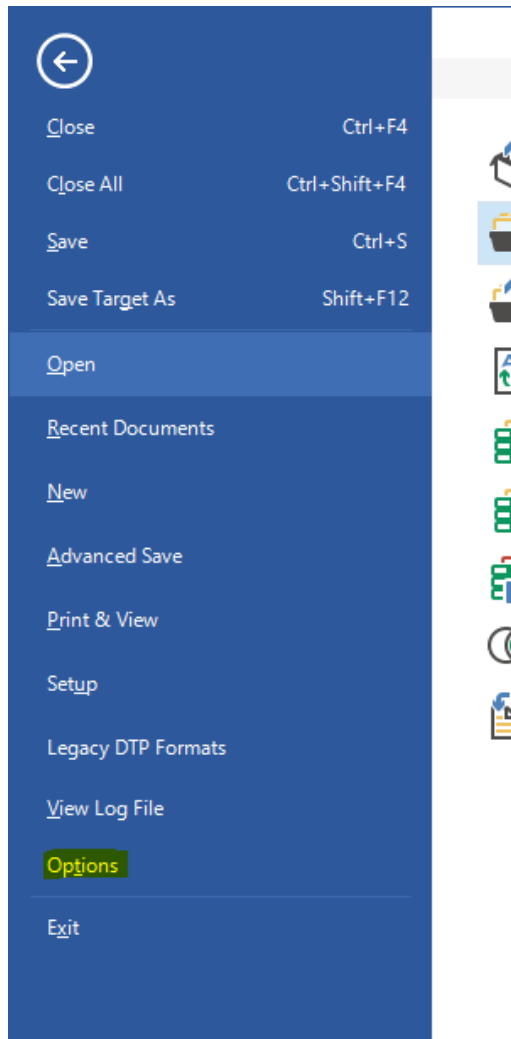 Close Ctrl+F4
Close All Ctrl+Shift+F4
Save Ctrl+S
Save Target As Shift+F12
Open
Recent Documents
New
Advanced Save
Print & View
Setup
Legacy DTP Formats
View Log File
Options
Exit